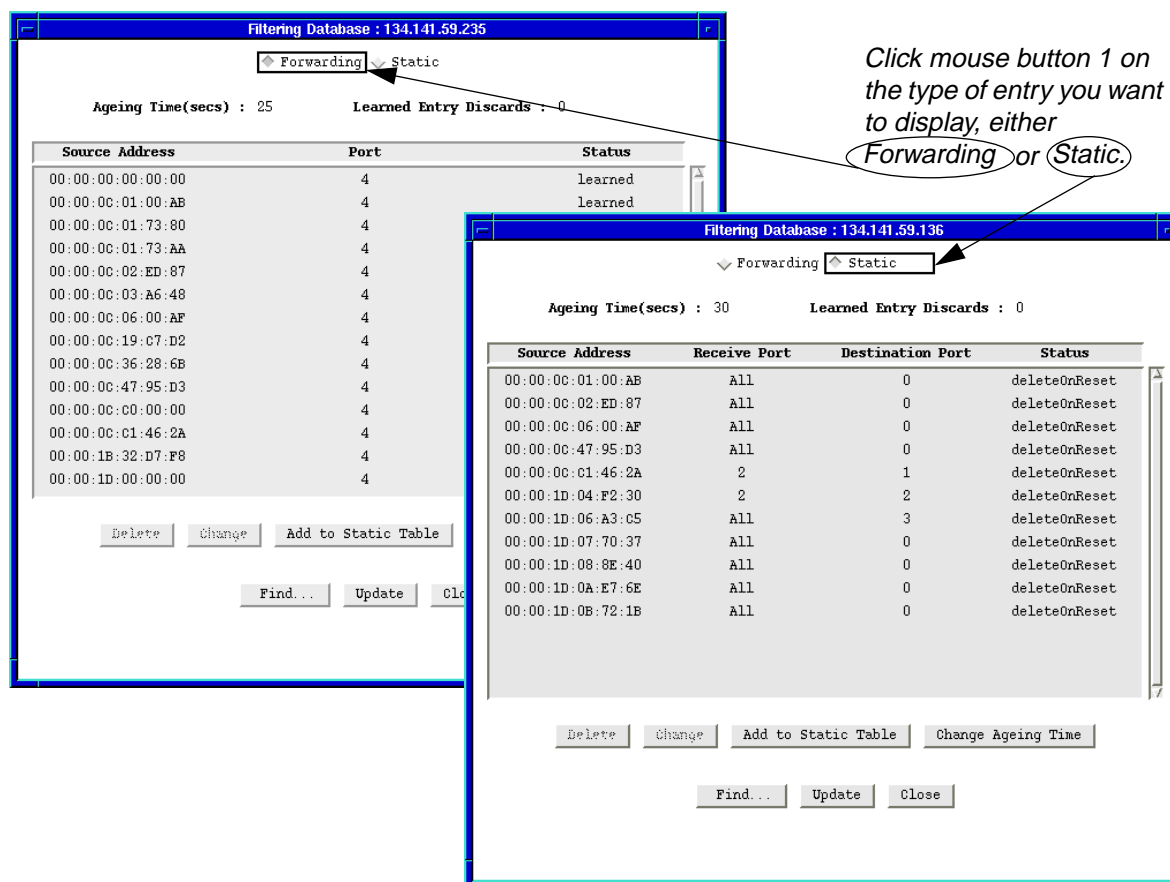 Filtering Database : 134.141.59.235
Forwarding Static
Ageing Time(secs) : 25 Learned Entry Discards : 0
Source Address Port Status
00:00:00:00:00:00 4 learned
00:00:0C:01:00:AB 4 learned
00:00:0C:01:73:80 4
00:00:0C:01:73:AA 4
00:00:0C:02:ED:87 4
00:00:0C:03:A6:48 4
00:00:0C:06:00:AF 4
00:00:0C:19:C7:D2 4
00:00:0C:36:28:6B 4
00:00:0C:47:95:D3 4
00:00:0C:C0:00:00 4
00:00:0C:C1:46:2A 4
00:00:1B:32:D7:F8 4
00:00:1D:00:00:00 4
Delete Change Add to Static Table
Find... Update Clo
Click mouse button 1 on
the type of entry you want
to display, either
Forwarding or Static.
Filtering Database : 134.141.59.136
Forwarding Static
Ageing Time(secs) : 30 Learned Entry Discards : 0
Source Address Receive Port Destination Port Status
00:00:0C:01:00:AB All 0 deleteOnReset
00:00:0C:02:ED:87 All 0 deleteOnReset
00:00:0C:06:00:AF All 0 deleteOnReset
00:00:0C:47:95:D3 All 0 deleteOnReset
00:00:0C:C1:46:2A 2 1 deleteOnReset
00:00:1D:04:F2:30 2 2 deleteOnReset
00:00:1D:06:A3:C5 All 3 deleteOnReset
00:00:1D:07:70:37 All 0 deleteOnReset
00:00:1D:08:8E:40 All 0 deleteOnReset
00:00:1D:0A:E7:6E All 0 deleteOnReset
00:00:1D:0B:72:1B All 0 deleteOnReset
Delete Change Add to Static Table Change Ageing Time
Find... Update Close